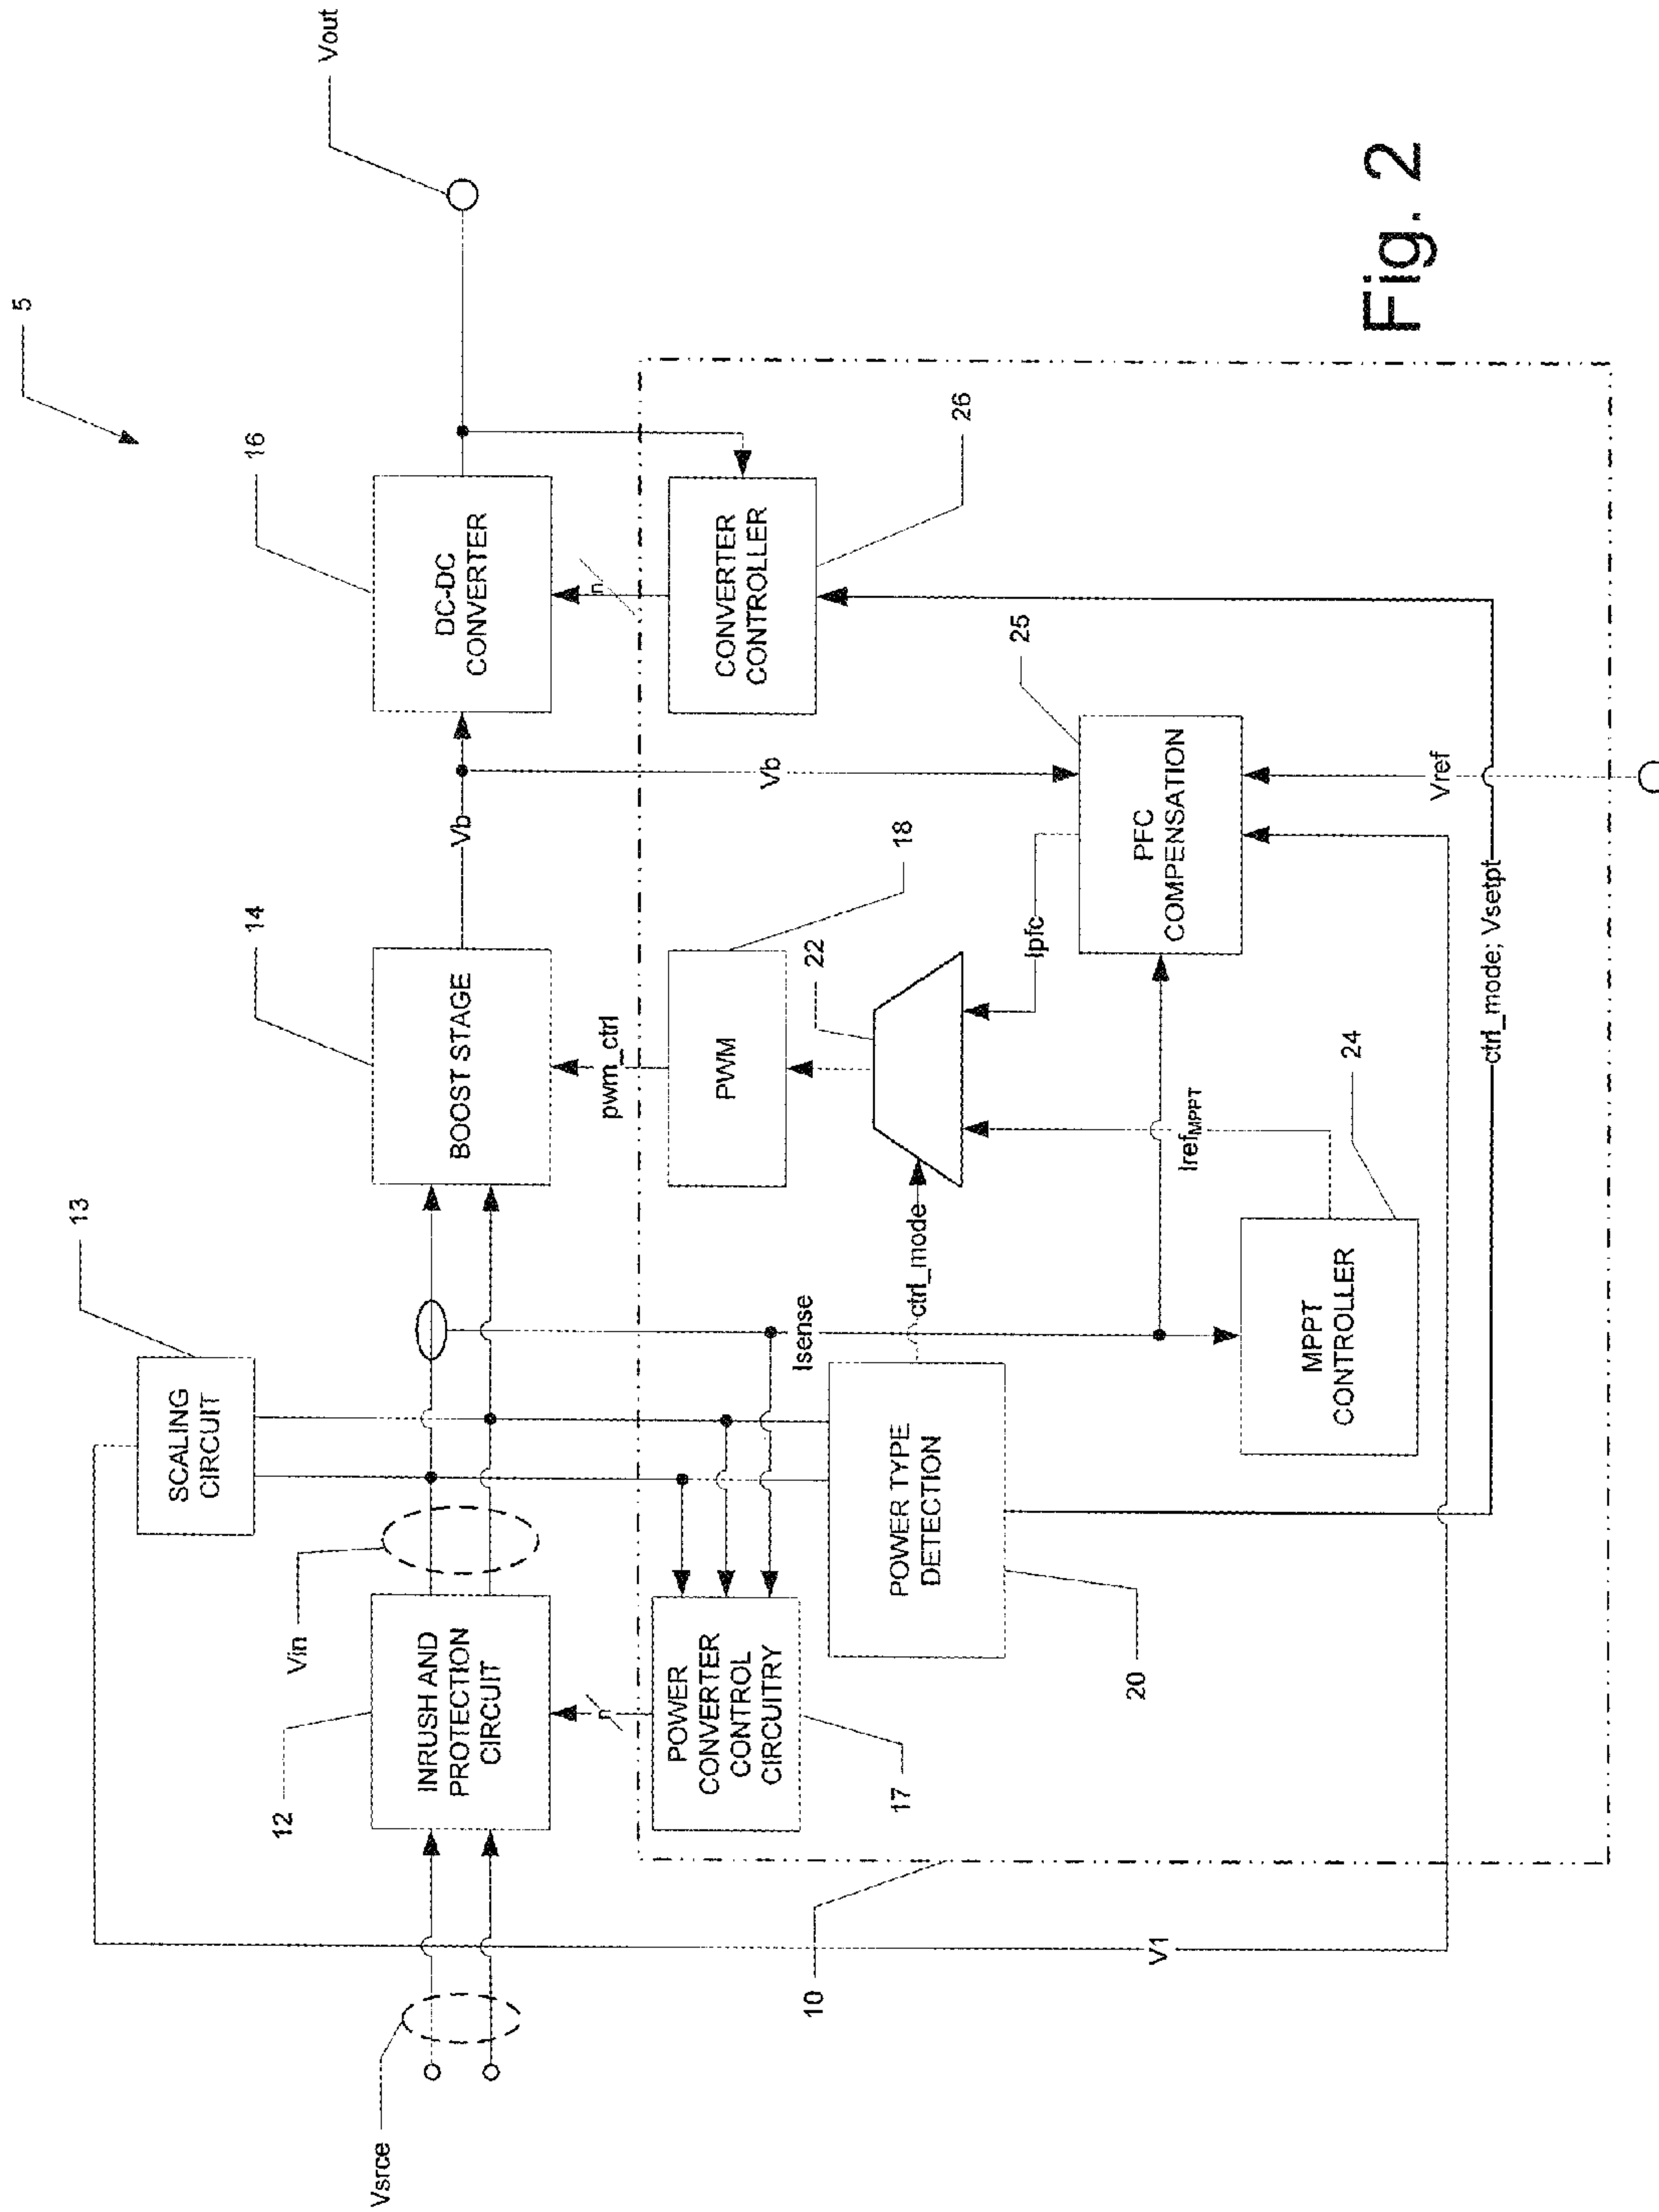 5
Vout
16
DC-DC
CONVERTER
Vb
14
BOOST STAGE
13
SCALING
CIRCUIT
Vin
12
INRUSH AND
PROTECTION
CIRCUIT
Vsrce
n
CONVERTER
CONTROLLER
26
pwm_ctrl
PWM
18
22
Vb
25
PFC
COMPENSATION
Ipfc
Vref
Isense
ctrl_mode
IrefMPPT
n
POWER
CONVERTER
CONTROL
CIRCUITRY
17
POWER TYPE
DETECTION
20
MPPT
CONTROLLER
24
ctrl_mode; Vsetpt
10
V1
Fig. 2